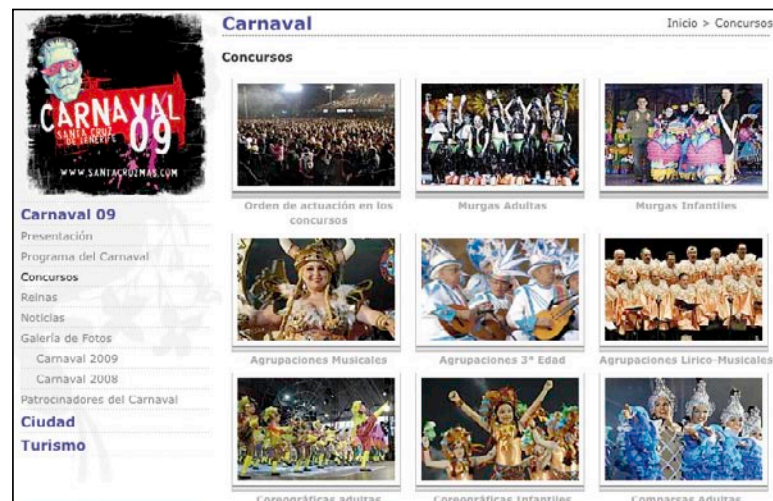 CARNAVAL
SANTA CRUZ
DE TENERIFE
09
WWW.SANTACRUZMAS.COM
Carnaval 09
Presentación
Programa del Carnaval
Concursos
Reinas
Noticias
Galería de Fotos
Carnaval 2009
Carnaval 2008
Patrocinadores del Carnaval
Ciudad
Turismo
Carnaval
Inicio > Concursos
Concursos
Orden de actuación en los
concursos
Murgas Adultas
Murgas Infantiles
Agrupaciones Musicales
Agrupaciones 3ª Edad
Agrupaciones Lírico-Musicales
Coreográficas adultas
Coreográficas Infantiles
Comparsas Adultas